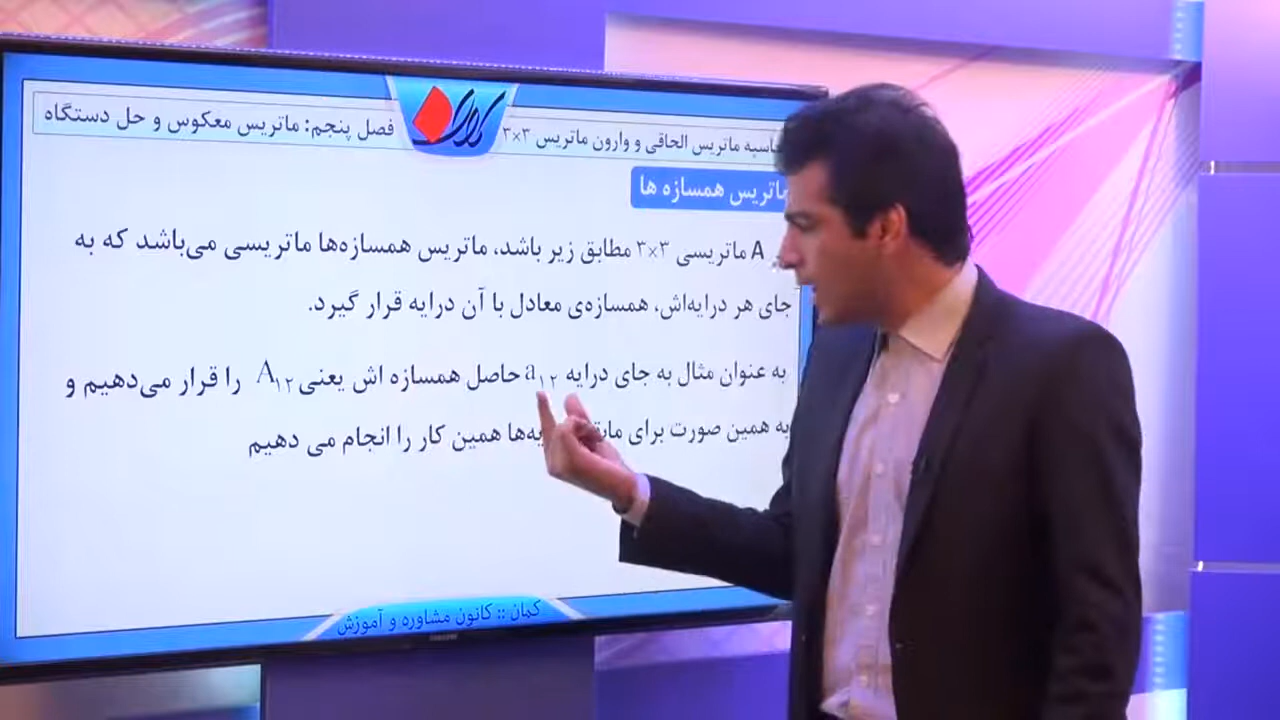 ماتریس الحاقی و وارون ماتریس ۳×۳
فصل پنجم: ماتریس معکوس و حل دستگاه
ماتریس همسازه ها
A ماتریسی ۳×۳ مطابق زیر باشد، ماتریس همسازه‌ها ماتریسی می‌باشد که به
جای هر درایه‌اش، همسازه‌ی معادل با آن درایه قرار گیرد.
به عنوان مثال به جای درایه a۱۲ حاصل همسازه اش یعنی A۱۲ را قرار می‌دهیم و
به همین صورت برای همین کار را انجام می دهیم
کمان :: کانون مشاوره و آموزش